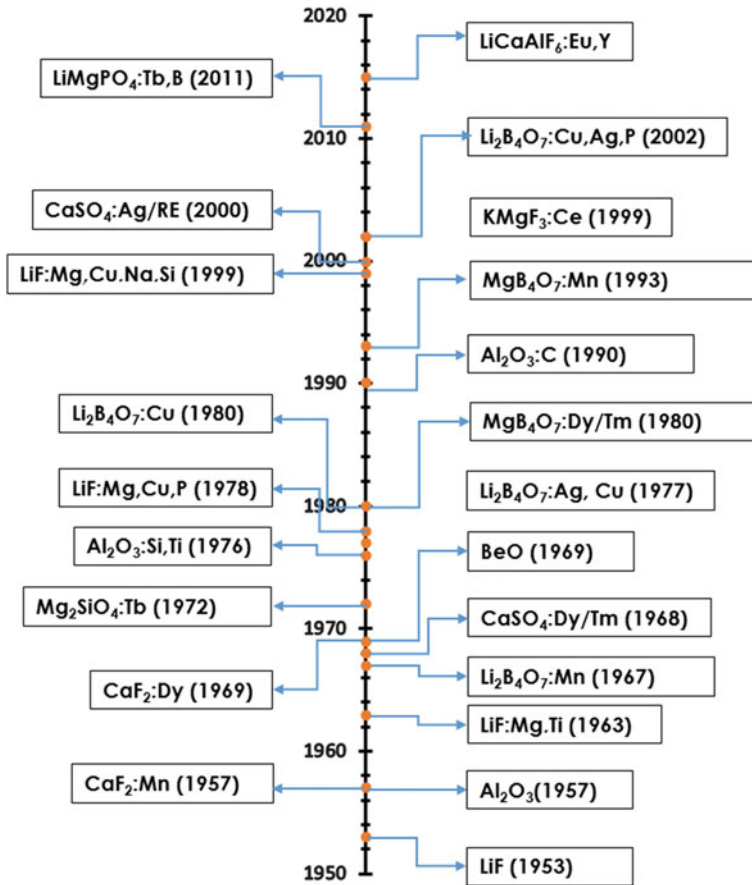 2020
LiCaAlF₆:Eu,Y
LiMgPO₄:Tb,B (2011)
2010
Li₂B₄O₇:Cu,Ag,P (2002)
CaSO₄:Ag/RE (2000)
KMgF₃:Ce (1999)
2000
LiF:Mg,Cu.Na,Si (1999)
MgB₄O₇:Mn (1993)
Al₂O₃:C (1990)
1990
Li₂B₄O₇:Cu (1980)
MgB₄O₇:Dy/Tm (1980)
LiF:Mg,Cu,P (1978)
Li₂B₄O₇:Ag, Cu (1977)
1980
Al₂O₃:Si,Ti (1976)
BeO (1969)
Mg₂SiO₄:Tb (1972)
CaSO₄:Dy/Tm (1968)
1970
CaF₂:Dy (1969)
Li₂B₄O₇:Mn (1967)
LiF:Mg,Ti (1963)
1960
CaF₂:Mn (1957)
Al₂O₃(1957)
LiF (1953)
1950